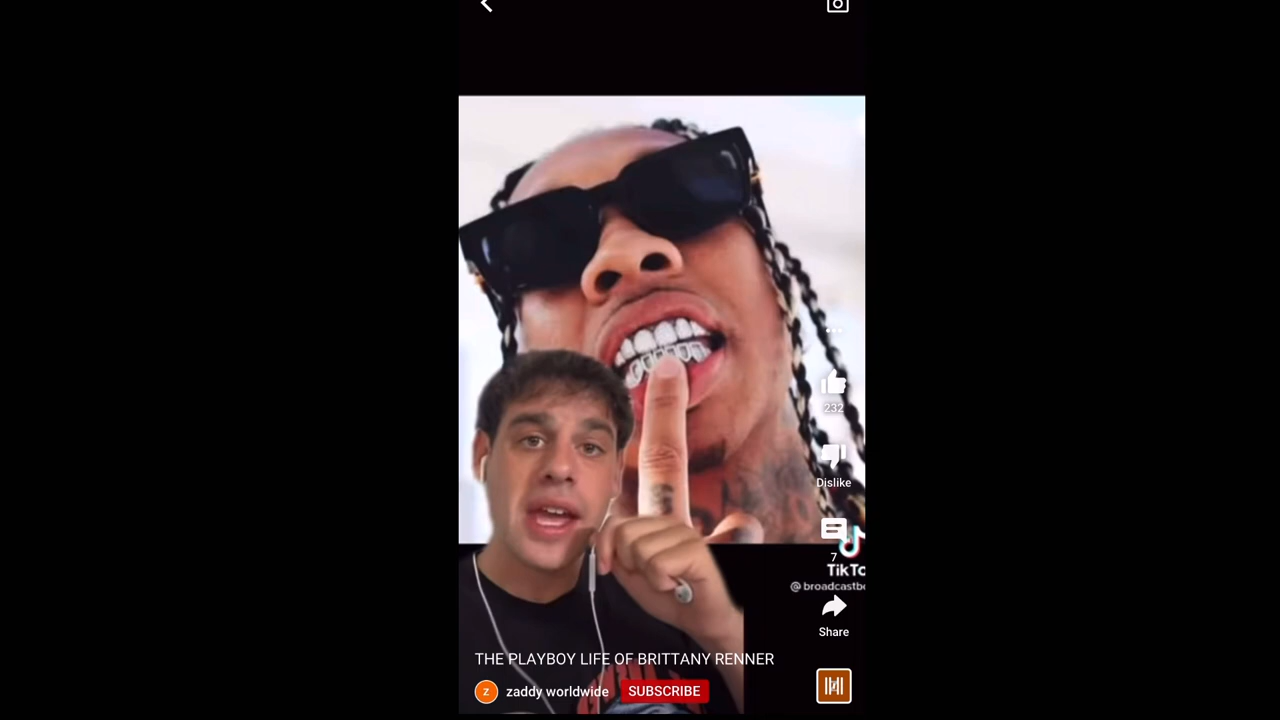 232
Dislike
7
TikTo
@broadcastb
Share
THE PLAYBOY LIFE OF BRITTANY RENNER
Z zaddy worldwide SUBSCRIBE